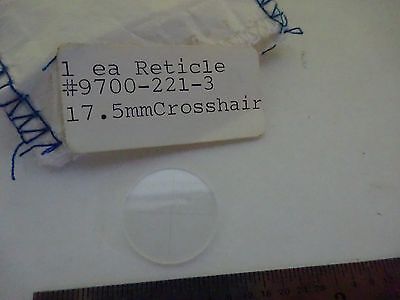 1 ea Reticle
#9700-221-3
17.5mmCrosshair